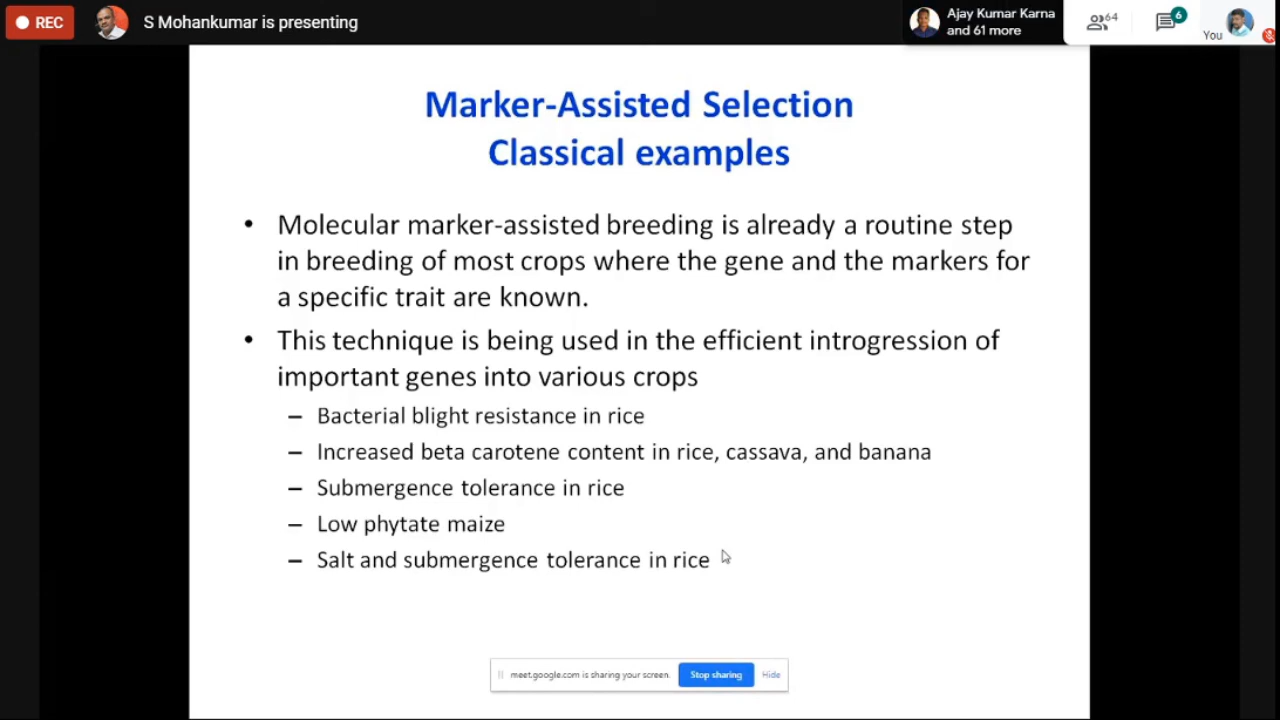 REC
S Mohankumar is presenting
Ajay Kumar Karna
and 61 more
64
6
You
Marker-Assisted Selection
Classical examples
• Molecular marker-assisted breeding is already a routine step
in breeding of most crops where the gene and the markers for
a specific trait are known.
• This technique is being used in the efficient introgression of
important genes into various crops
– Bacterial blight resistance in rice
– Increased beta carotene content in rice, cassava, and banana
– Submergence tolerance in rice
– Low phytate maize
– Salt and submergence tolerance in rice
meet.google.com is sharing your screen. Stop sharing Hide